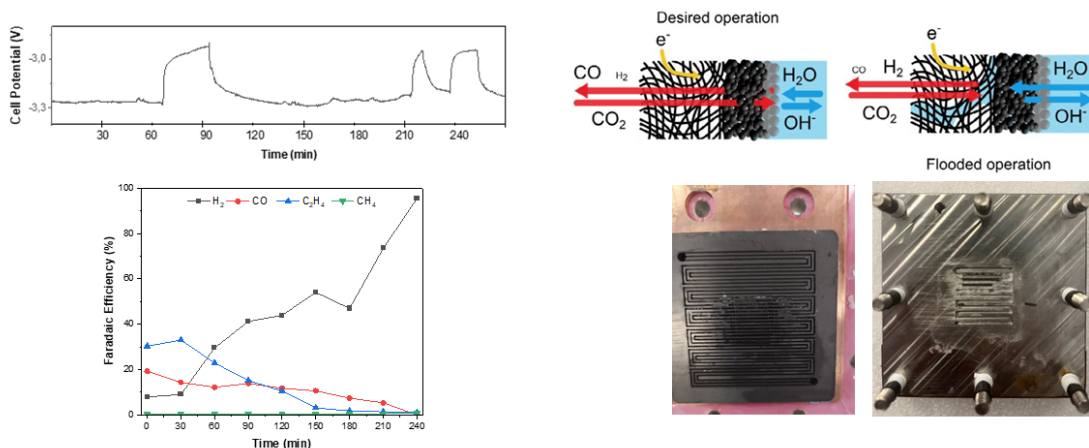 Cell Potential (V)
-3,0
-3,3
30 60 90 120 150 180 210 240
Time (min)
Faradaic Efficiency (%)
100
80
60
40
20
0
H₂ CO C₂H₄ CH₄
0 30 60 90 120 150 180 210 240
Time (min)
Desired operation
e⁻
CO H₂
CO₂
H₂O
OH⁻
e⁻
CO H₂
CO₂
H₂O
OH⁻
Flooded operation